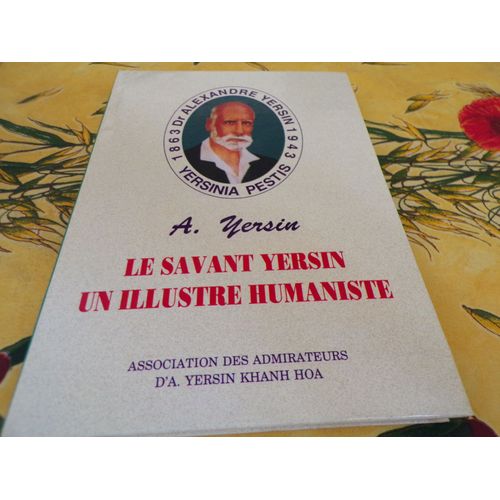 1863 Dr ALEXANDRE YERSIN 1943
YERSINIA PESTIS
A. Yersin
LE SAVANT YERSIN
UN ILLUSTRE HUMANISTE
ASSOCIATION DES ADMIRATEURS
D'A. YERSIN KHANH HOA